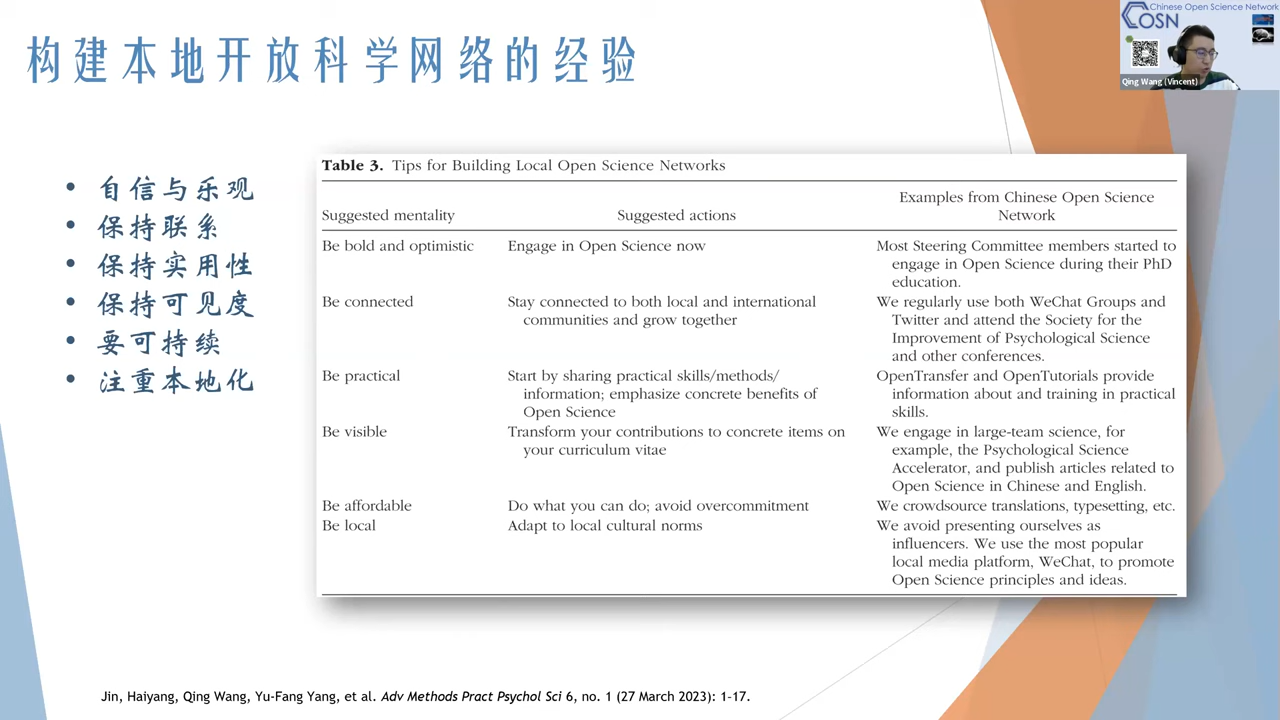 构建本地开放科学网络的经验
Chinese Open Science Network
COSN
Qing Wang (Vincent)
• 自信与乐观
• 保持联系
• 保持实用性
• 保持可见度
• 要可持续
• 注重本地化
Table 3. Tips for Building Local Open Science Networks
Suggested mentality Suggested actions Examples from Chinese Open Science
Network
Be bold and optimistic Engage in Open Science now Most Steering Committee members started to
engage in Open Science during their PhD
education.
Be connected Stay connected to both local and international We regularly use both WeChat Groups and
communities and grow together Twitter and attend the Society for the
Improvement of Psychological Science
and other conferences.
Be practical Start by sharing practical skills/methods/ OpenTransfer and OpenTutorials provide
information; emphasize concrete benefits of information about and training in practical
Open Science skills.
Be visible Transform your contributions to concrete items on We engage in large-team science, for
your curriculum vitae example, the Psychological Science
Accelerator, and publish articles related to
Open Science in Chinese and English.
Be affordable Do what you can do; avoid overcommitment We crowdsource translations, typesetting, etc.
Be local Adapt to local cultural norms We avoid presenting ourselves as
influencers. We use the most popular
local media platform, WeChat, to promote
Open Science principles and ideas.
Jin, Haiyang, Qing Wang, Yu-Fang Yang, et al. Adv Methods Pract Psychol Sci 6, no. 1 (27 March 2023): 1–17.